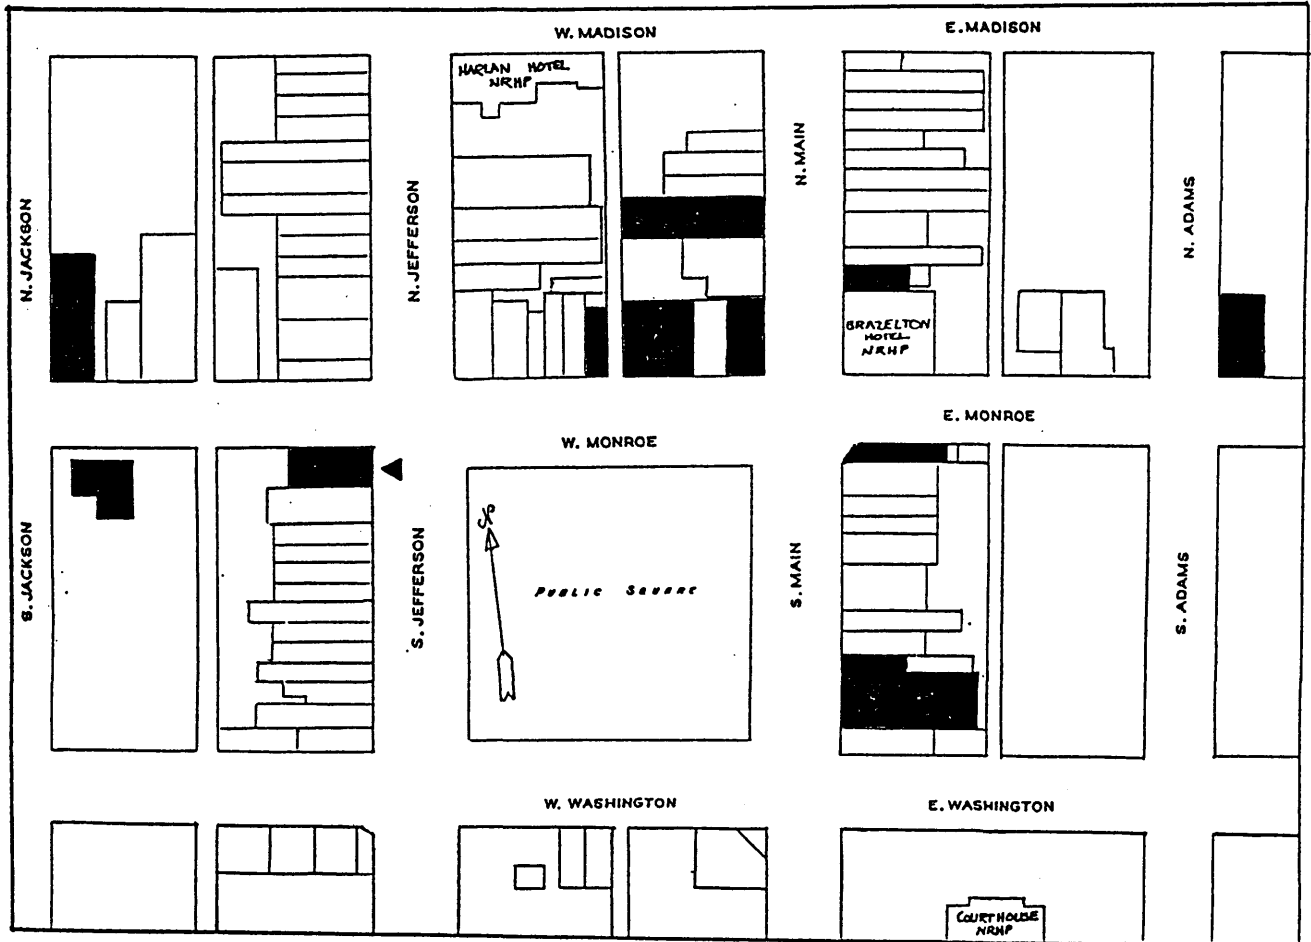 W. MADISON
E. MADISON
HARLAN HOTEL
NRHP
N. JACKSON
N. JEFFERSON
N. MAIN
N. ADAMS
BRAZELTON
HOTEL
NRHP
W. MONROE
E. MONROE
S. JACKSON
S. JEFFERSON
N
PUBLIC SQUARE
S. MAIN
S. ADAMS
W. WASHINGTON
E. WASHINGTON
COURTHOUSE
NRHP